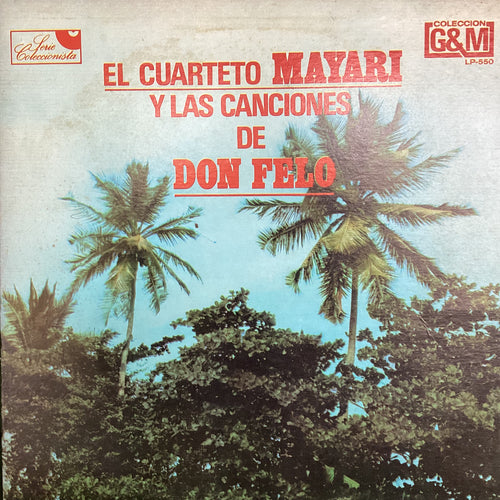 Serie
Coleccionista
COLECCION
G&M
LP-550
EL CUARTETO MAYARI
Y LAS CANCIONES
DE
DON FELO